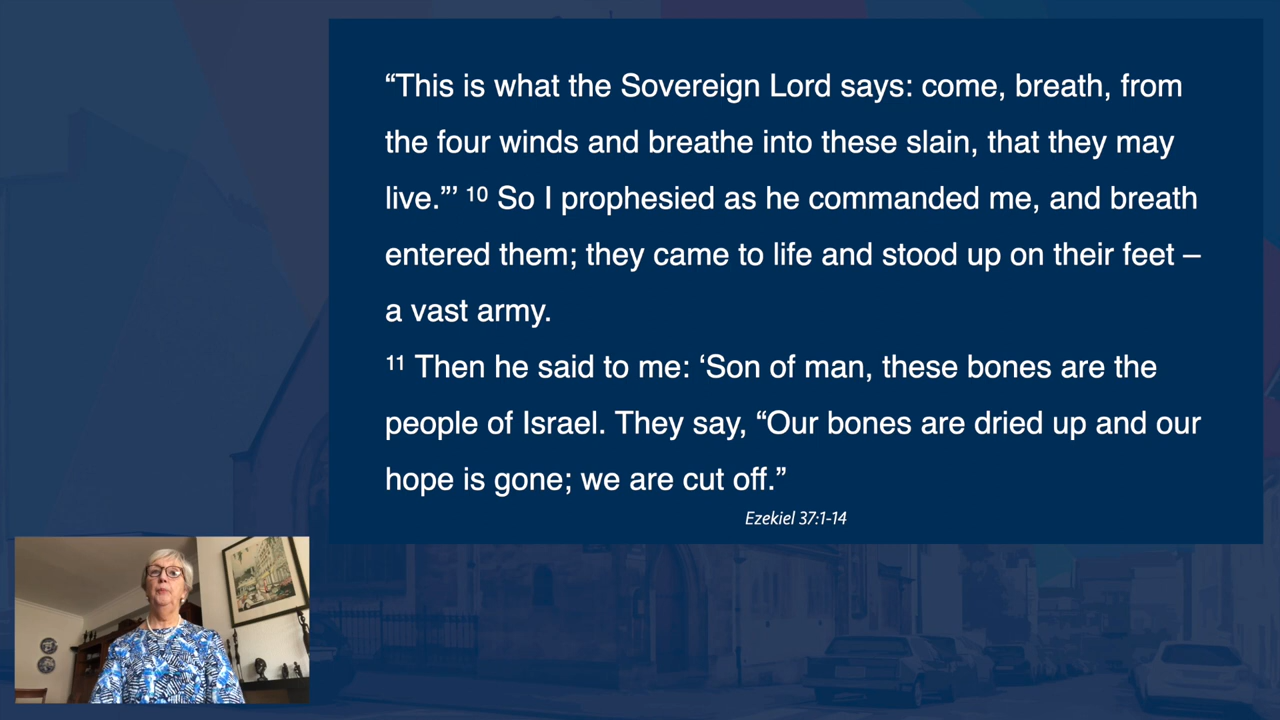 “This is what the Sovereign Lord says: come, breath, from
the four winds and breathe into these slain, that they may
live.”’ ¹⁰ So I prophesied as he commanded me, and breath
entered them; they came to life and stood up on their feet –
a vast army.
¹¹ Then he said to me: ‘Son of man, these bones are the
people of Israel. They say, “Our bones are dried up and our
hope is gone; we are cut off.”
Ezekiel 37:1-14